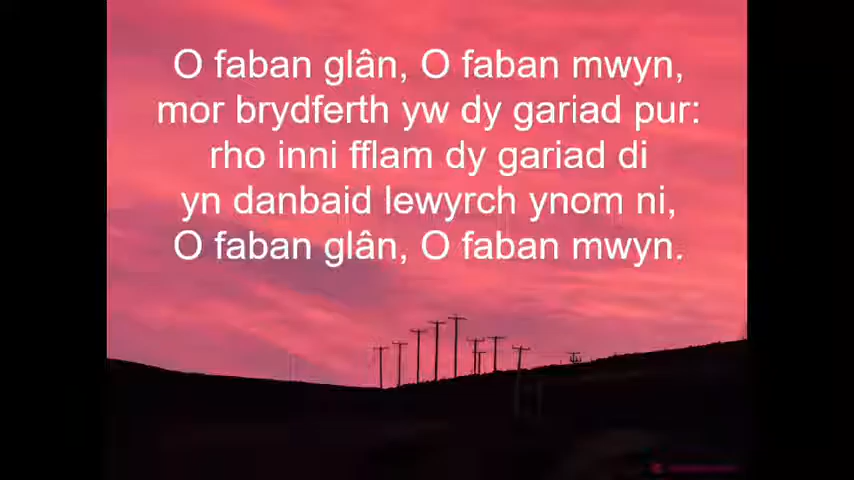 O faban glân, O faban mwyn,
mor brydferth yw dy gariad pur:
rho inni fflam dy gariad di
yn danbaid lewyrch ynom ni,
O faban glân, O faban mwyn.